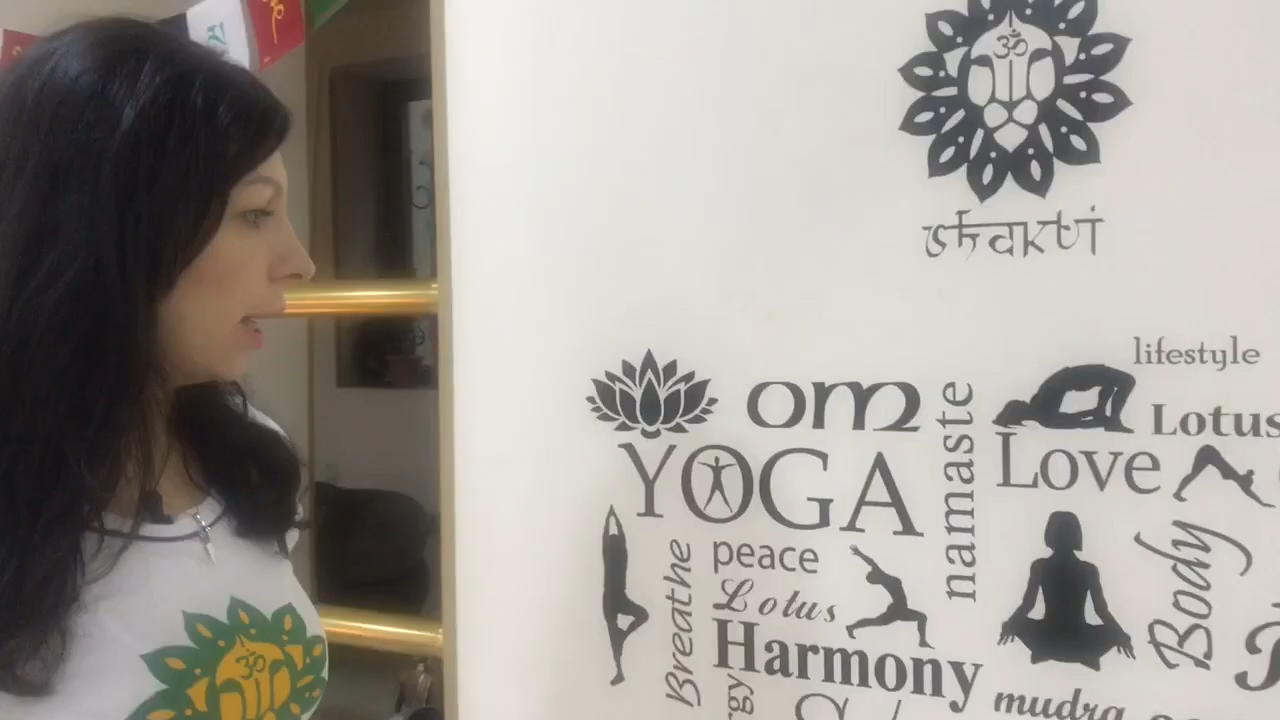 ॐ
shakti
lifestyle
om
namaste
Lotus
YOGA
Love
Breathe
peace
Body
Lotus
Harmony
mudra
ॐ